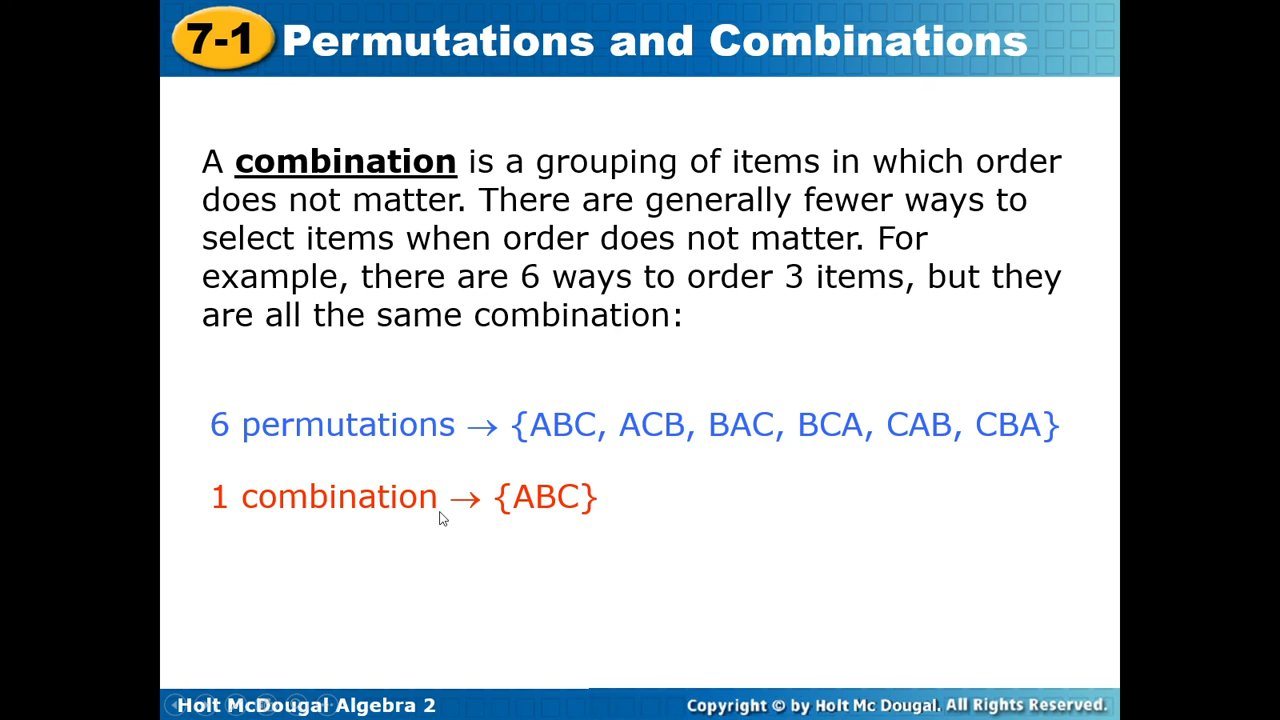 7-1 Permutations and Combinations
A combination is a grouping of items in which order
does not matter. There are generally fewer ways to
select items when order does not matter. For
example, there are 6 ways to order 3 items, but they
are all the same combination:
6 permutations → {ABC, ACB, BAC, BCA, CAB, CBA}
1 combination → {ABC}
Holt McDougal Algebra 2
Copyright © by Holt Mc Dougal. All Rights Reserved.